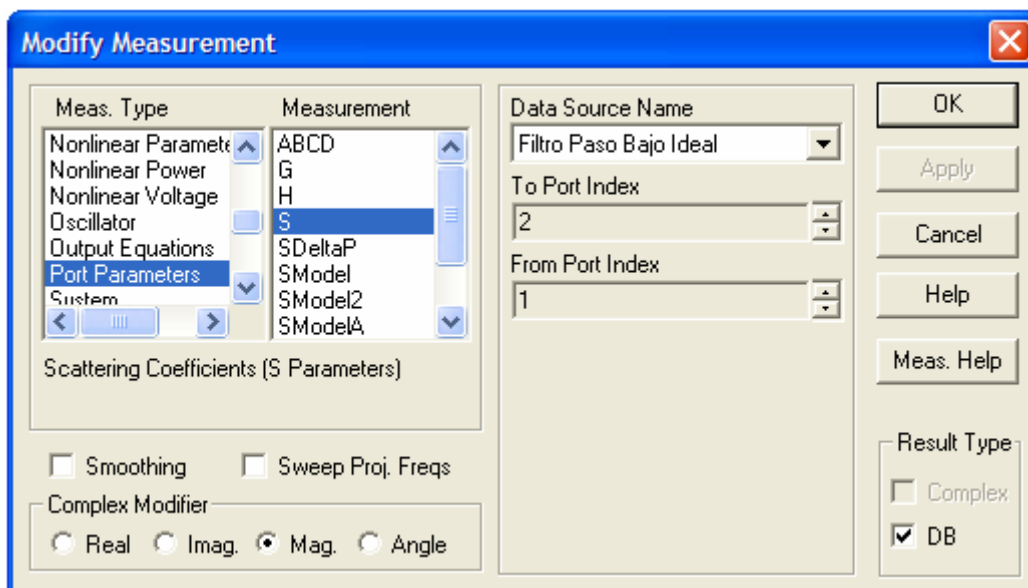 Modify Measurement
Meas. Type
Nonlinear Paramete
Nonlinear Power
Nonlinear Voltage
Oscillator
Output Equations
Port Parameters
System
Measurement
ABCD
G
H
S
SDeltaP
SModel
SModel2
SModelA
Scattering Coefficients (S Parameters)
Smoothing
Sweep Proj. Freqs
Complex Modifier
Real Imag. Mag. Angle
Data Source Name
Filtro Paso Bajo Ideal
To Port Index
2
From Port Index
1
OK
Apply
Cancel
Help
Meas. Help
Result Type
Complex
DB